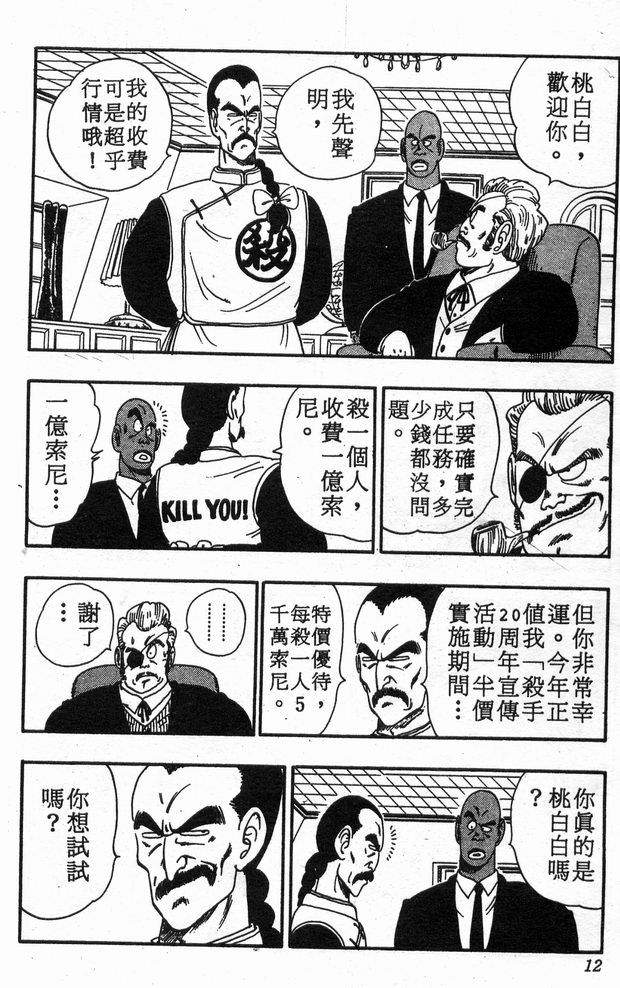 桃白白，
歡迎你。
我先聲
明，
我的收費
可是超乎
行情哦！
殺
只要確實完
成任務，多
少錢都沒問
題。
殺一個人，
收費一億索
尼。
KILL YOU!
一億索尼…
但你非常幸
運。今年正
值我「殺手
20周年宣傳
活動」半價
實施期間…
特價優待，
每殺一人5
千萬索尼。
……
謝了
…
你眞的是
桃白白嗎
？
你想試試
嗎？
12